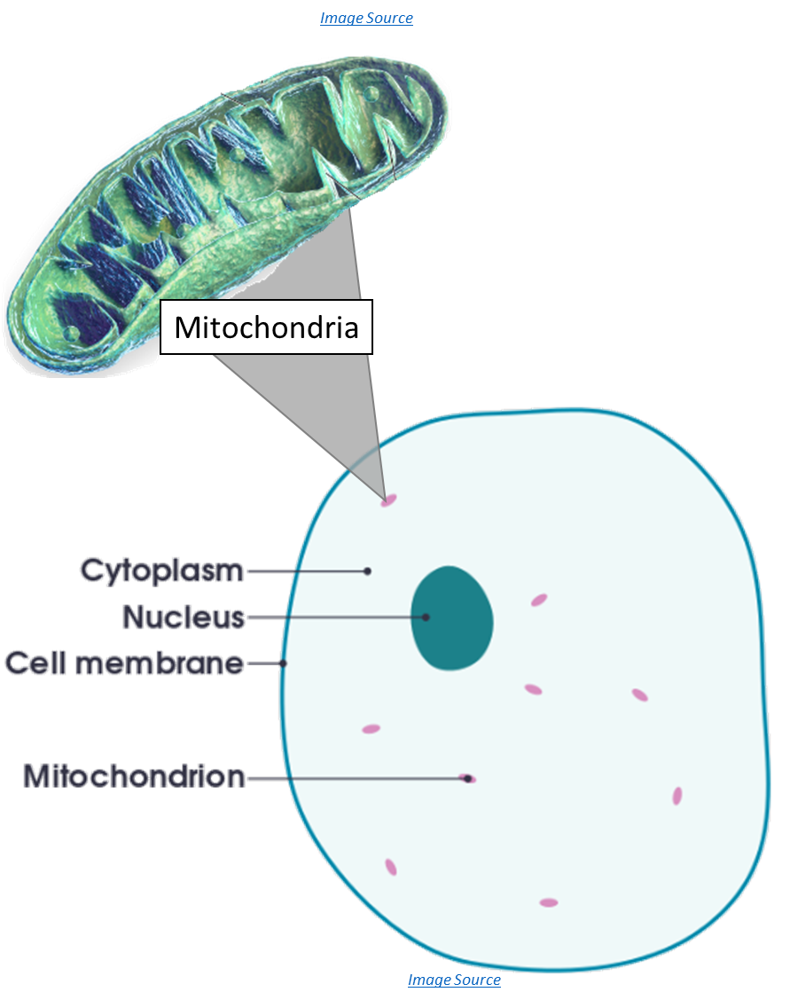 Image Source
Mitochondria
Cytoplasm
Nucleus
Cell membrane
Mitochondrion
Image Source